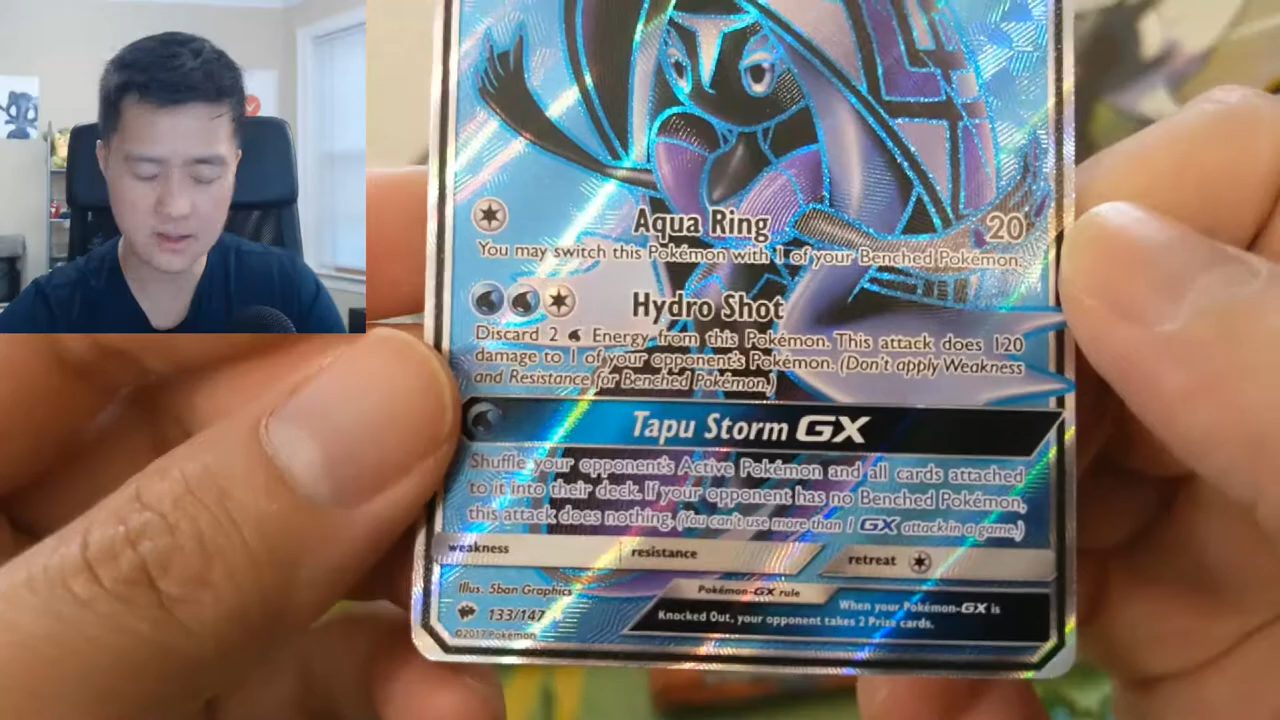 Aqua Ring 20
You may switch this Pokémon with 1 of your Benched Pokémon.
Hydro Shot
Discard 2 Energy from this Pokémon. This attack does 120
damage to 1 of your opponent's Pokémon. (Don't apply Weakness
and Resistance for Benched Pokémon.)
Tapu Storm GX
Shuffle your opponent's Active Pokémon and all cards attached
to it into their deck. If your opponent has no Benched Pokémon,
this attack does nothing. (You can't use more than 1 GX attack in a game.)
weakness resistance retreat
Illus. 5ban Graphics
133/147
©2017 Pokémon
Pokémon-GX rule
When your Pokémon-GX is
Knocked Out, your opponent takes 2 Prize cards.